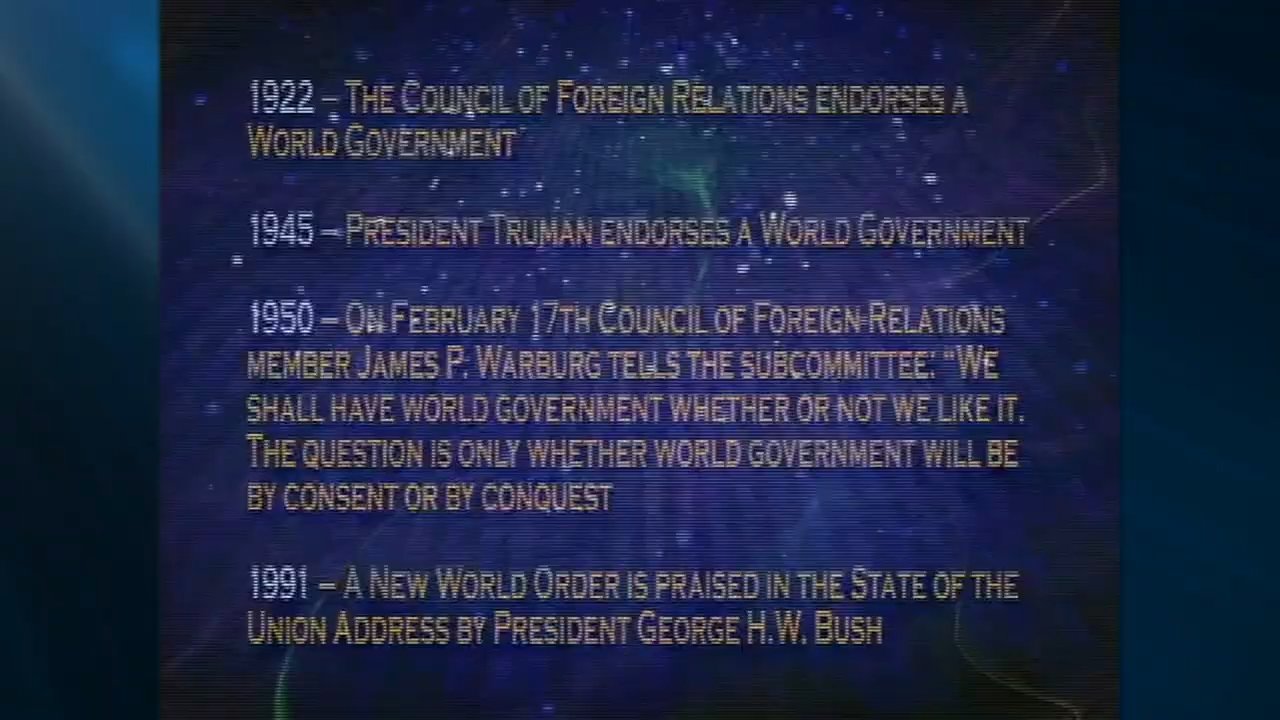 1922 – The Council of Foreign Relations endorses a
World Government
1945 – President Truman endorses a World Government
1950 – On February 17th Council of Foreign Relations
member James P. Warburg tells the subcommittee: "We
shall have world government whether or not we like it.
The question is only whether world government will be
by consent or by conquest
1991 – A New World Order is praised in the State of the
Union Address by President George H.W. Bush